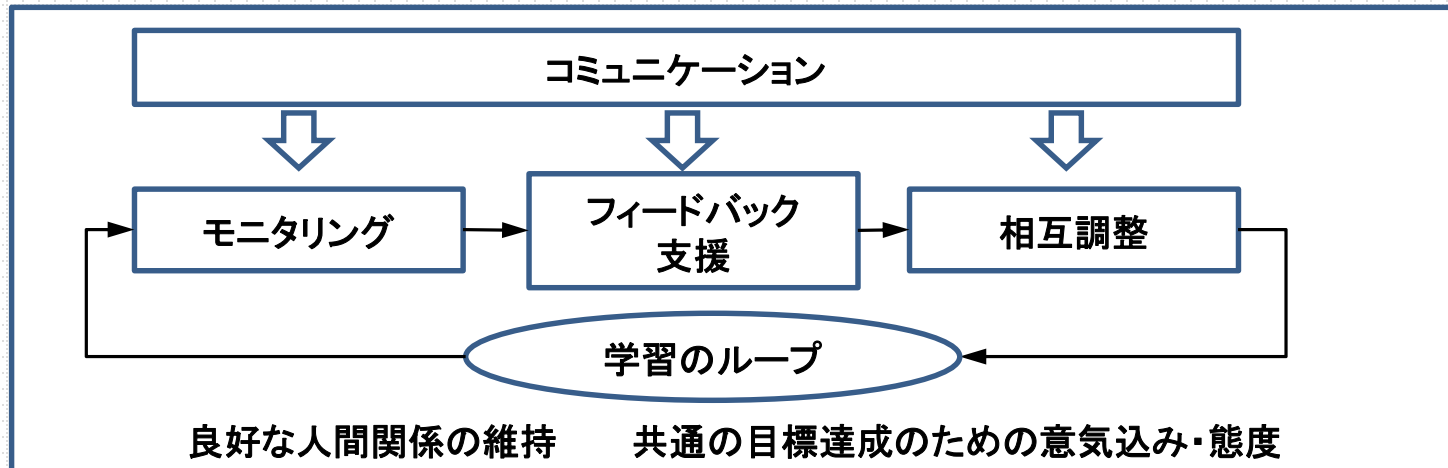 コミュニケーション
モニタリング
フィードバック
支援
相互調整
学習のループ
良好な人間関係の維持
共通の目標達成のための意気込み・態度